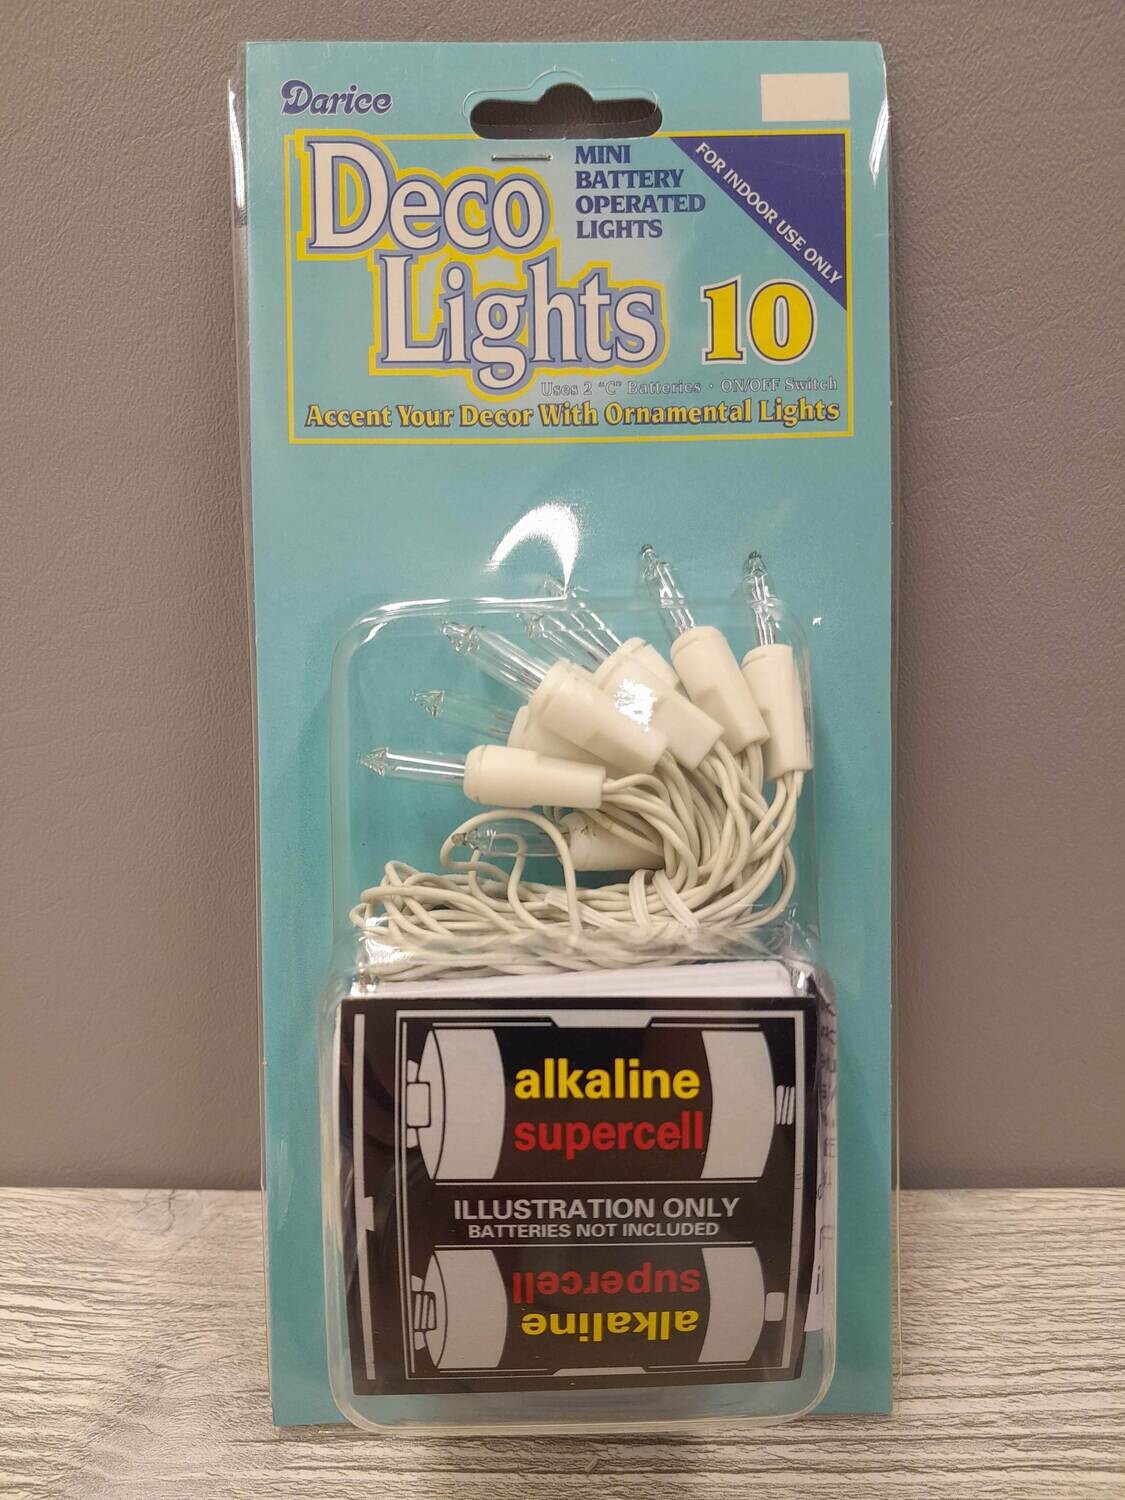 Darice
Deco
Lights
MINI
BATTERY
OPERATED
LIGHTS
FOR INDOOR USE ONLY
10
Uses 2 "C" Batteries · ON/OFF Switch
Accent Your Decor With Ornamental Lights
alkaline
supercell
ILLUSTRATION ONLY
BATTERIES NOT INCLUDED
supercell
alkaline